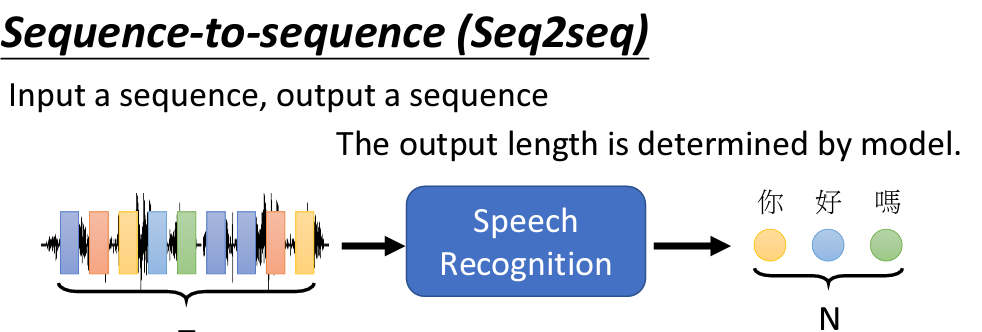 Sequence-to-sequence (Seq2seq)
Input a sequence, output a sequence
The output length is determined by model.
Speech
Recognition
你 好 嗎
N